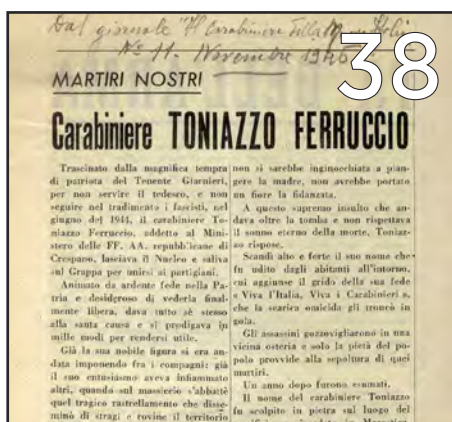 Dal giornale "Il Carabiniere della
Nº 11. Novembre 1946
38
MARTIRI NOSTRI
Carabiniere TONIAZZO FERRUCCIO
Trascinato dalla magnifica tempra
di patriota del Tenente Giarnieri,
per non servire il tedesco, e non
seguire nel tradimento i fascisti, nel
giugno del 1944, il carabiniere To-
niazzo Ferruccio, addetto al Mini-
stero delle FF. AA. repubblicane di
Crespano, lasciava il Nucleo e saliva
sul Grappa per unirsi ai partigiani.
Animato da ardente fede nella Pa-
tria e desideroso di vederla final-
mente libera, dava tutto sè stesso
alla santa causa e si prodigava in
mille modi per rendersi utile.
Già la sua nobile figura si era an-
data imponendo fra i compagni: già
il suo entusiasmo aveva infiammato
altri, quando sul massiccio s'abbattè
quel tragico rastrellamento che disse-
minò di stragi e rovine il territorio
non si sarebbe inginocchiata a pian-
gere la madre, non avrebbe portato
un fiore la fidanzata.
A questo supremo insulto che an-
dava oltre la tomba e non rispettava
il sonno eterno della morte, Toniaz-
zo rispose.
Scandì alto e forte il suo nome che
fu udito dagli abitanti all'intorno,
cui aggiunse il grido della sua fede
« Viva l'Italia, Viva i Carabinieri »,
che la scarica omicida gli troncò in
gola.
Gli assassini gozzovigliarono in una
vicina osteria e solo la pietà del po-
polo provvide alla sepoltura di quei
martiri.
Un anno dopo furono esumati.
Il nome del carabiniere Toniazzo
fu scolpito in pietra sul luogo del